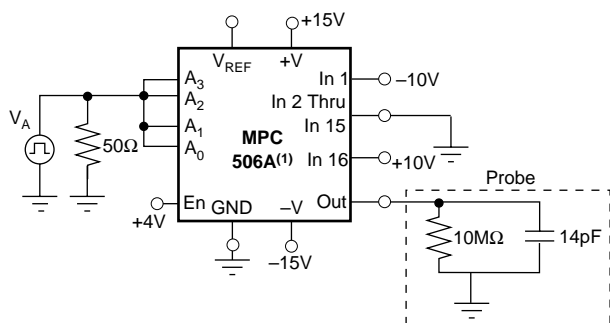 +15V
V_REF
+V
A3
A2
A1
A0
In 1
–10V
In 2 Thru
In 15
V_A
50Ω
MPC
506A(1)
In 16
+10V
Probe
En
+4V
GND
–V
Out
–15V
10MΩ
14pF